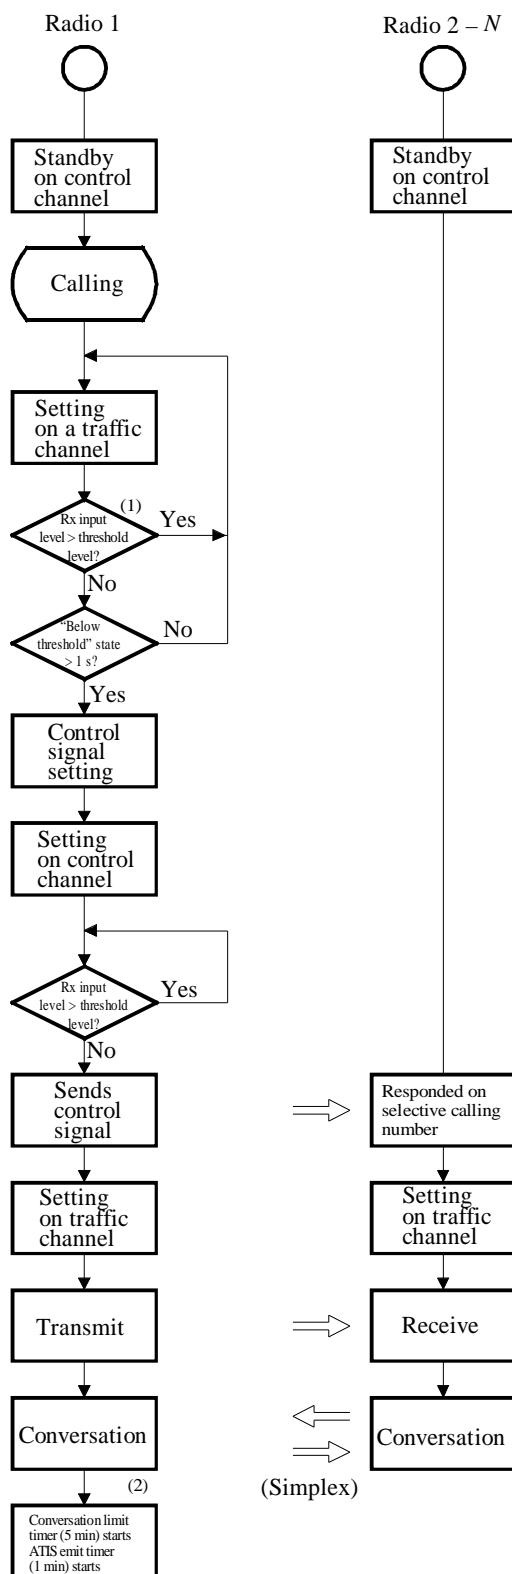 Radio 1
Radio 2 – N
Standby
on control
channel
Standby
on control
channel
Calling
Setting
on a traffic
channel
(1)
Rx input
level > threshold
level?
Yes
No
“Below
threshold” state
> 1 s?
No
Yes
Control
signal
setting
Setting
on control
channel
Rx input
level > threshold
level?
Yes
No
Sends
control
signal
Responded on
selective calling
number
Setting
on traffic
channel
Setting
on traffic
channel
Transmit
Receive
Conversation
Conversation
(Simplex)
(2)
Conversation limit
timer (5 min) starts
ATIS emit timer
(1 min) starts